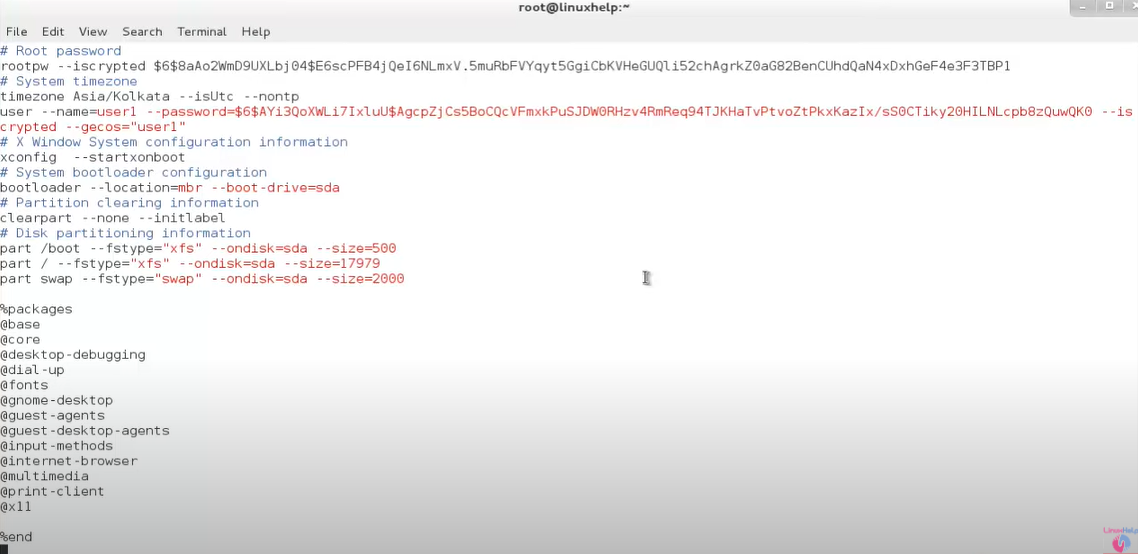 root@linuxhelp:~
File Edit View Search Terminal Help
# Root password
rootpw --iscrypted $6$8aAo2WmD9UXLbj04$E6scPFB4jQeI6NLmxV.5muRbFVYqyt5GgiCbKVHeGUQli52chAgrkZ0aG82BenCUhdQaN4xDxhGeF4e3F3TBP1
# System timezone
timezone Asia/Kolkata --isUtc --nontp
user --name=user1 --password=$6$AYi3QoXWLi7IxluU$AgcpZjCs5BoCQcVFmxkPuSJDW0RHzv4RmReq94TJKHaTvPtvoZtPkxKazIx/sS0CTiky20HILNLcpb8zQuwQK0 --is
crypted --gecos="user1"
# X Window System configuration information
xconfig  --startxonboot
# System bootloader configuration
bootloader --location=mbr --boot-drive=sda
# Partition clearing information
clearpart --none --initlabel
# Disk partitioning information
part /boot --fstype="xfs" --ondisk=sda --size=500
part / --fstype="xfs" --ondisk=sda --size=17979
part swap --fstype="swap" --ondisk=sda --size=2000
%packages
@base
@core
@desktop-debugging
@dial-up
@fonts
@gnome-desktop
@guest-agents
@guest-desktop-agents
@input-methods
@internet-browser
@multimedia
@print-client
@x11
%end
LinuxHelp